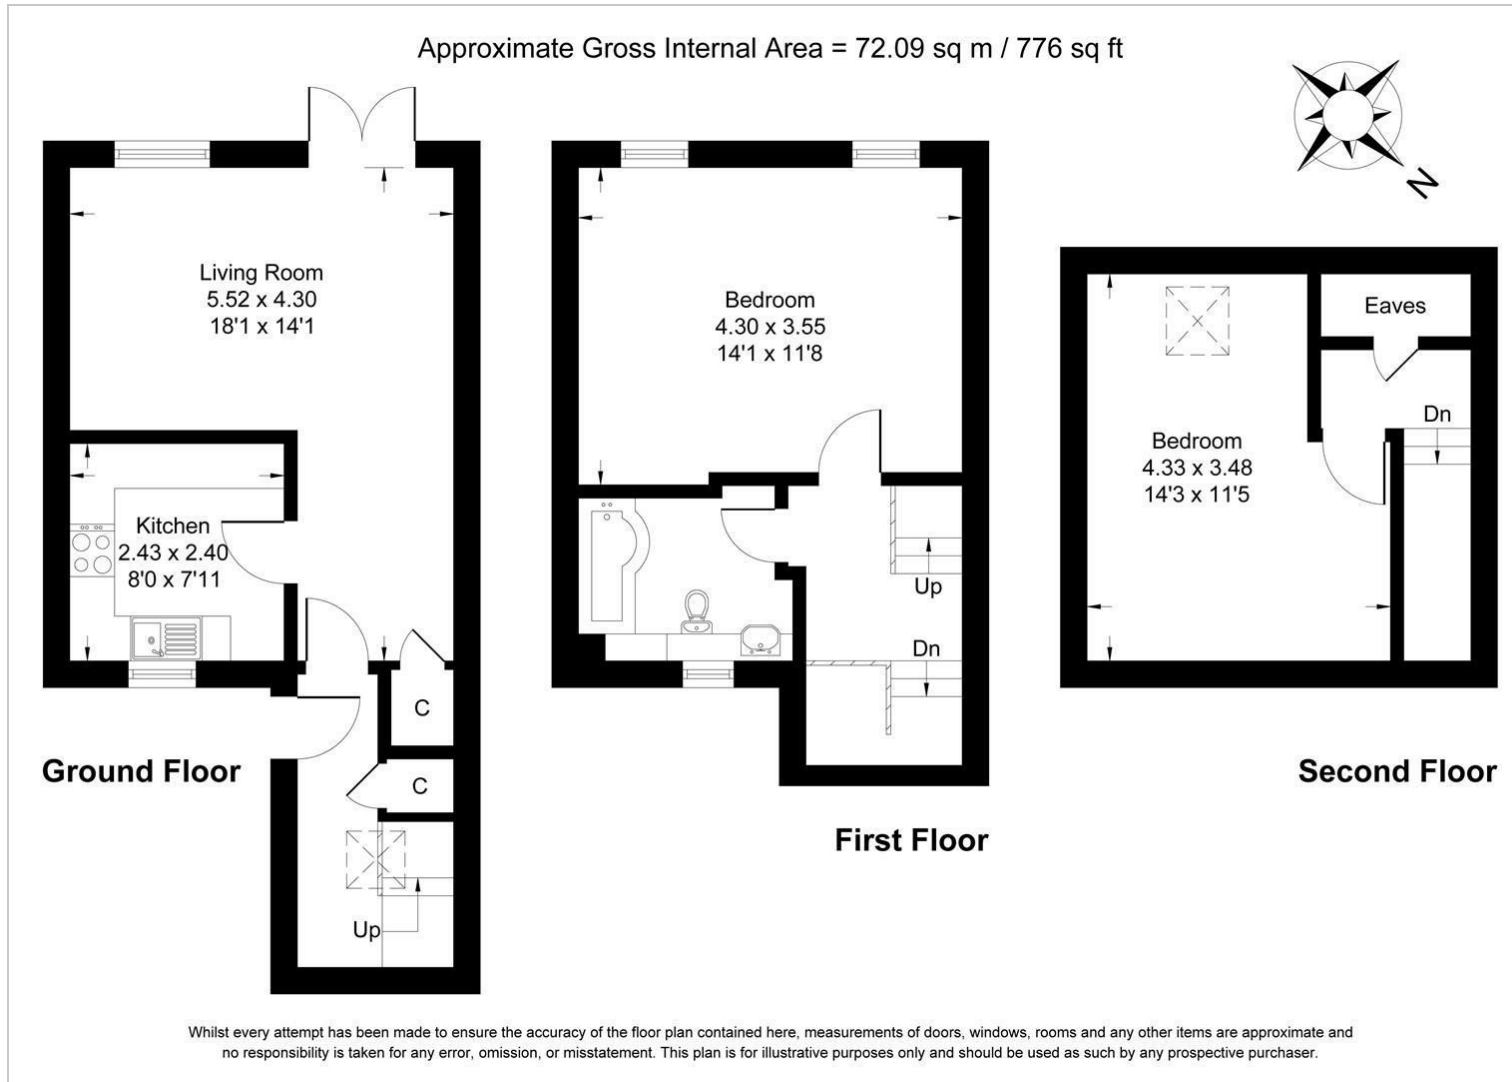 Approximate Gross Internal Area = 72.09 sq m / 776 sq ft
N
Living Room
5.52 x 4.30
18'1 x 14'1
Kitchen
2.43 x 2.40
8'0 x 7'11
C
C
Up
Ground Floor
Bedroom
4.30 x 3.55
14'1 x 11'8
Up
Dn
First Floor
Eaves
Dn
Bedroom
4.33 x 3.48
14'3 x 11'5
Second Floor
Whilst every attempt has been made to ensure the accuracy of the floor plan contained here, measurements of doors, windows, rooms and any other items are approximate and
no responsibility is taken for any error, omission, or misstatement. This plan is for illustrative purposes only and should be used as such by any prospective purchaser.